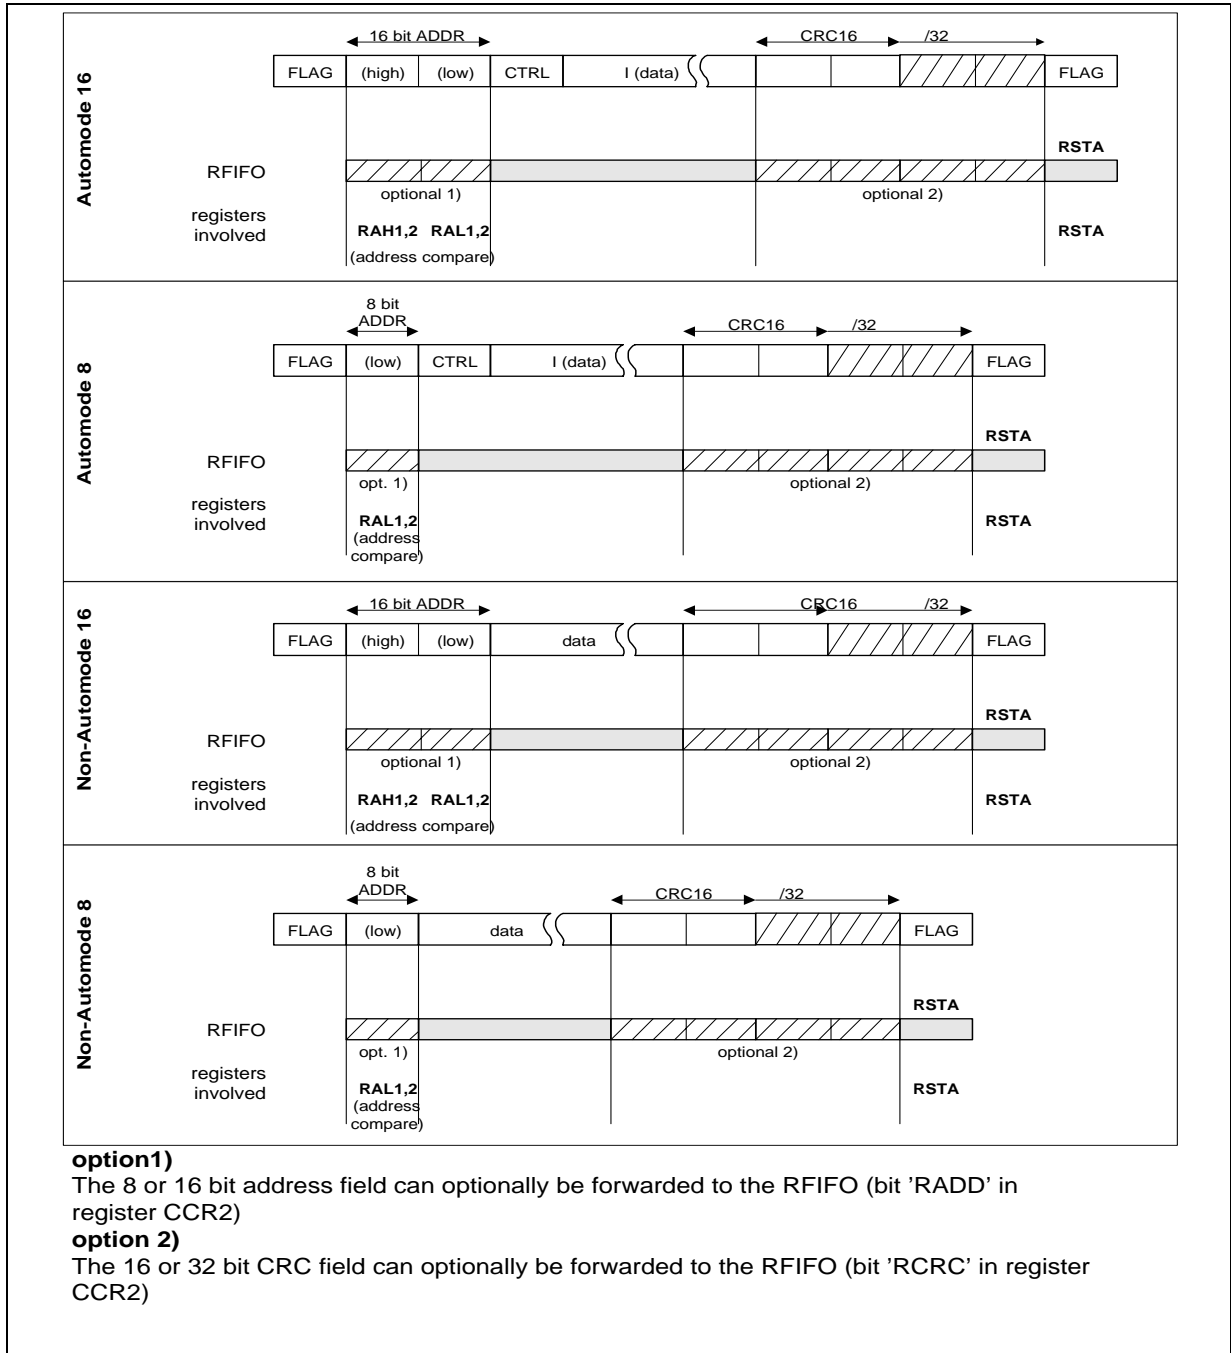 Automode 16
16 bit ADDR CRC16 /32
FLAG (high) (low) CTRL I (data) FLAG
RSTA
RFIFO
optional 1) optional 2)
registers
involved
RAH1,2 RAL1,2 RSTA
(address compare)
Automode 8
8 bit
ADDR CRC16 /32
FLAG (low) CTRL I (data) FLAG
RSTA
RFIFO
opt. 1) optional 2)
registers
involved
RAL1,2 RSTA
(address
compare)
Non-Automode 16
16 bit ADDR CRC16 /32
FLAG (high) (low) data FLAG
RSTA
RFIFO
optional 1) optional 2)
registers
involved
RAH1,2 RAL1,2 RSTA
(address compare)
Non-Automode 8
8 bit
ADDR CRC16 /32
FLAG (low) data FLAG
RSTA
RFIFO
opt. 1) optional 2)
registers
involved
RAL1,2 RSTA
(address
compare)
option1)
The 8 or 16 bit address field can optionally be forwarded to the RFIFO (bit ’RADD’ in
register CCR2)
option 2)
The 16 or 32 bit CRC field can optionally be forwarded to the RFIFO (bit ’RCRC’ in register
CCR2)